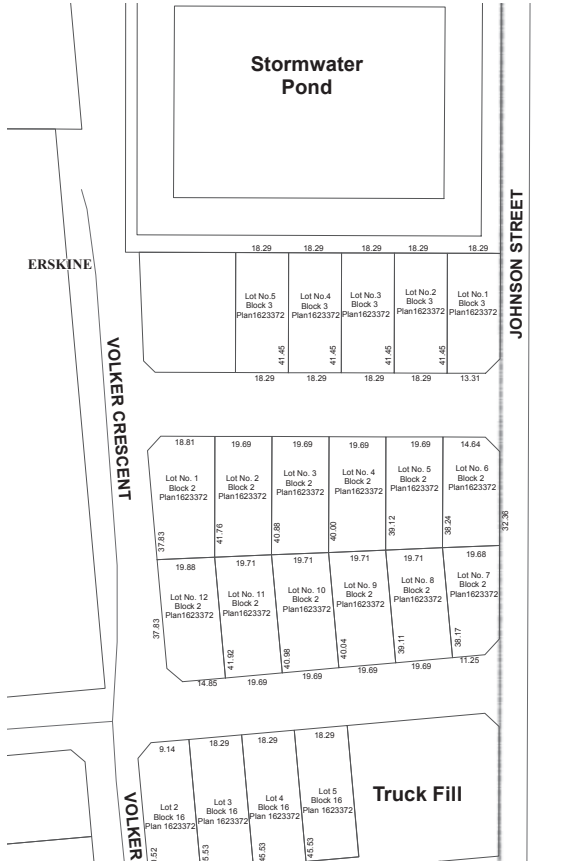 Stormwater
Pond
JOHNSON STREET
ERSKINE
18.29 18.29 18.29 18.29 18.29
Lot No.5
Block 3
Plan1623372
41.45
Lot No.4
Block 3
Plan1623372
41.45
Lot No.3
Block 3
Plan1623372
41.45
Lot No.2
Block 3
Plan1623372
41.45
Lot No.1
Block 3
Plan1623372
18.29 18.29 18.29 18.29 13.31
VOLKER CRESCENT
18.81 19.69 19.69 19.69 19.69 14.64
Lot No. 1
Block 2
Plan1623372
37.83
Lot No. 2
Block 2
Plan1623372
41.76
Lot No. 3
Block 2
Plan1623372
40.88
Lot No. 4
Block 2
Plan1623372
40.00
Lot No. 5
Block 2
Plan1623372
39.12
Lot No. 6
Block 2
Plan1623372
38.24
32.36
19.88 19.71 19.71 19.71 19.71 19.68
Lot No. 12
Block 2
Plan1623372
37.83
Lot No. 11
Block 2
Plan1623372
41.92
Lot No. 10
Block 2
Plan1623372
40.98
Lot No. 9
Block 2
Plan1623372
40.04
Lot No. 8
Block 2
Plan1623372
39.11
Lot No. 7
Block 2
Plan1623372
38.17
14.85 19.69 19.69 19.69 19.69 11.25
9.14 18.29 18.29 18.29
VOLKER
Lot 2
Block 16
Plan 1623372
.52
Lot 3
Block 16
Plan 1623372
5.53
Lot 4
Block 16
Plan 1623372
45.53
Lot 5
Block 16
Plan 1623372
45.53
Truck Fill